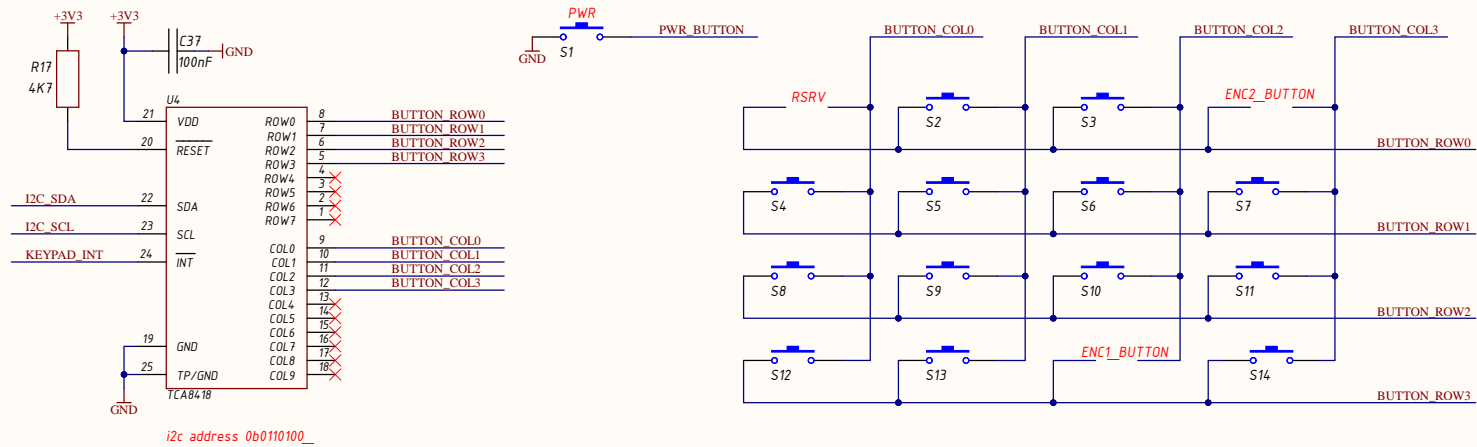 +3V3
+3V3
PWR
C37
GND
100nF
R17
4K7
GND
S1
PWR_BUTTON
BUTTON_COL0
BUTTON_COL1
BUTTON_COL2
BUTTON_COL3
U4
21 VDD
20 RESET
22 SDA
23 SCL
24 INT
19 GND
25 TP/GND
I2C_SDA
I2C_SCL
KEYPAD_INT
ROW0 8 BUTTON_ROW0
ROW1 7 BUTTON_ROW1
ROW2 6 BUTTON_ROW2
ROW3 5 BUTTON_ROW3
ROW4 4
ROW5 3
ROW6 2
ROW7 1
COL0 9 BUTTON_COL0
COL1 10 BUTTON_COL1
COL2 11 BUTTON_COL2
COL3 12 BUTTON_COL3
COL4 13
COL5 14
COL6 15
COL7 16
COL8 17
COL9 18
TCA8418
GND
i2c address 0b0110100_
RSRV
S2
S3
ENC2_BUTTON
BUTTON_ROW0
S4
S5
S6
S7
BUTTON_ROW1
S8
S9
S10
S11
BUTTON_ROW2
S12
S13
ENC1_BUTTON
S14
BUTTON_ROW3